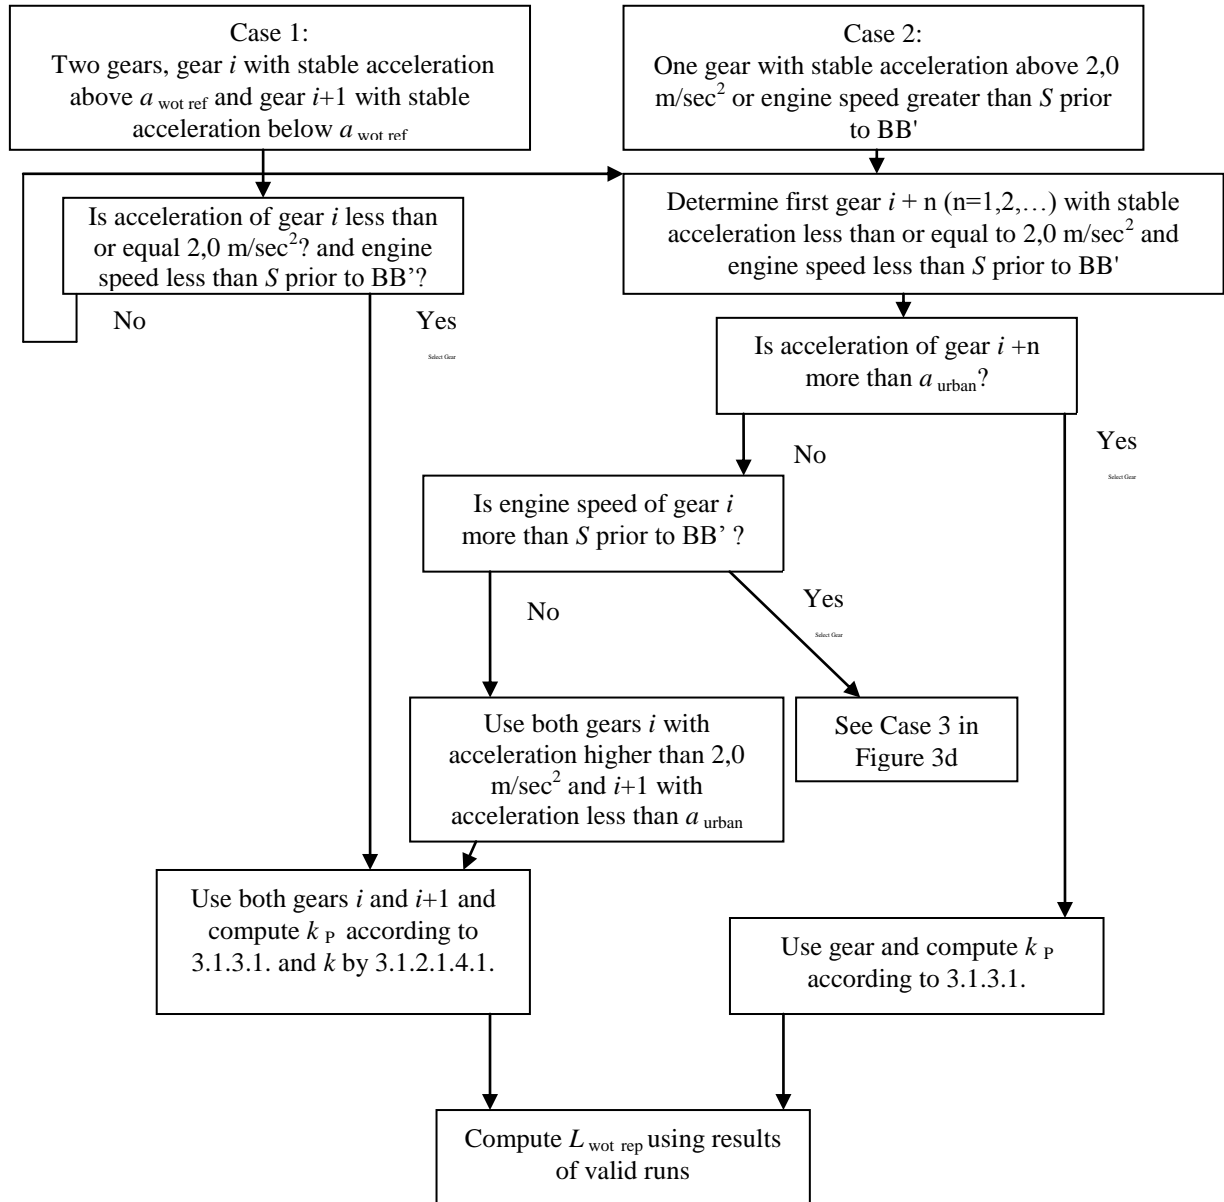 Case 1:
Two gears, gear i with stable acceleration
above a wot ref and gear i+1 with stable
acceleration below a wot ref
Case 2:
One gear with stable acceleration above 2,0
m/sec² or engine speed greater than S prior
to BB'
Is acceleration of gear i less than
or equal 2,0 m/sec²? and engine
speed less than S prior to BB’?
Determine first gear i + n (n=1,2,…) with stable
acceleration less than or equal to 2,0 m/sec² and
engine speed less than S prior to BB'
No
Yes
Select Gear
Is acceleration of gear i +n
more than a urban?
No
Yes
Select Gear
Is engine speed of gear i
more than S prior to BB’ ?
No
Yes
Select Gear
Use both gears i with
acceleration higher than 2,0
m/sec² and i+1 with
acceleration less than a urban
See Case 3 in
Figure 3d
Use both gears i and i+1 and
compute k P according to
3.1.3.1. and k by 3.1.2.1.4.1.
Use gear and compute k P
according to 3.1.3.1.
Compute L wot rep using results
of valid runs